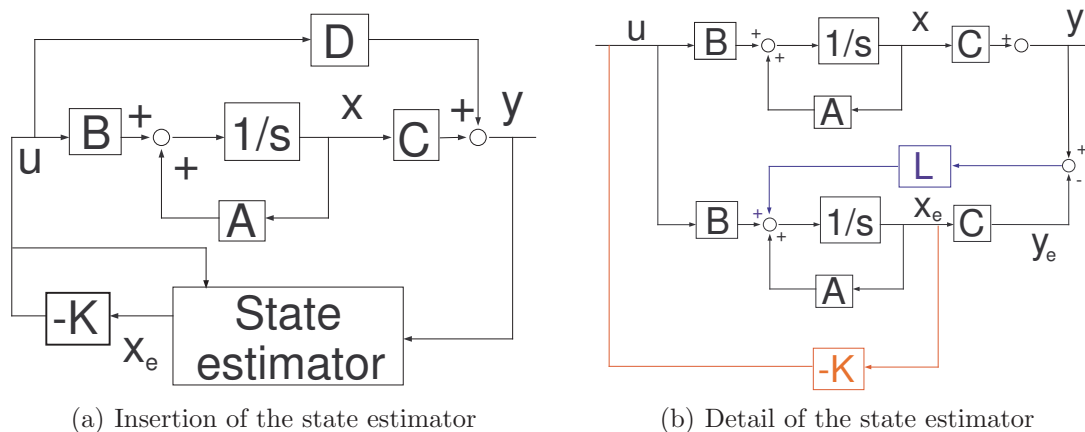 D
B
+
+
1/s
x
C
+
y
u
A
-K
x_e
State
estimator
(a) Insertion of the state estimator
u
B
+
+
1/s
x
C
+
y
A
L
+
-
B
+
+
1/s
x_e
C
y_e
A
-K
(b) Detail of the state estimator